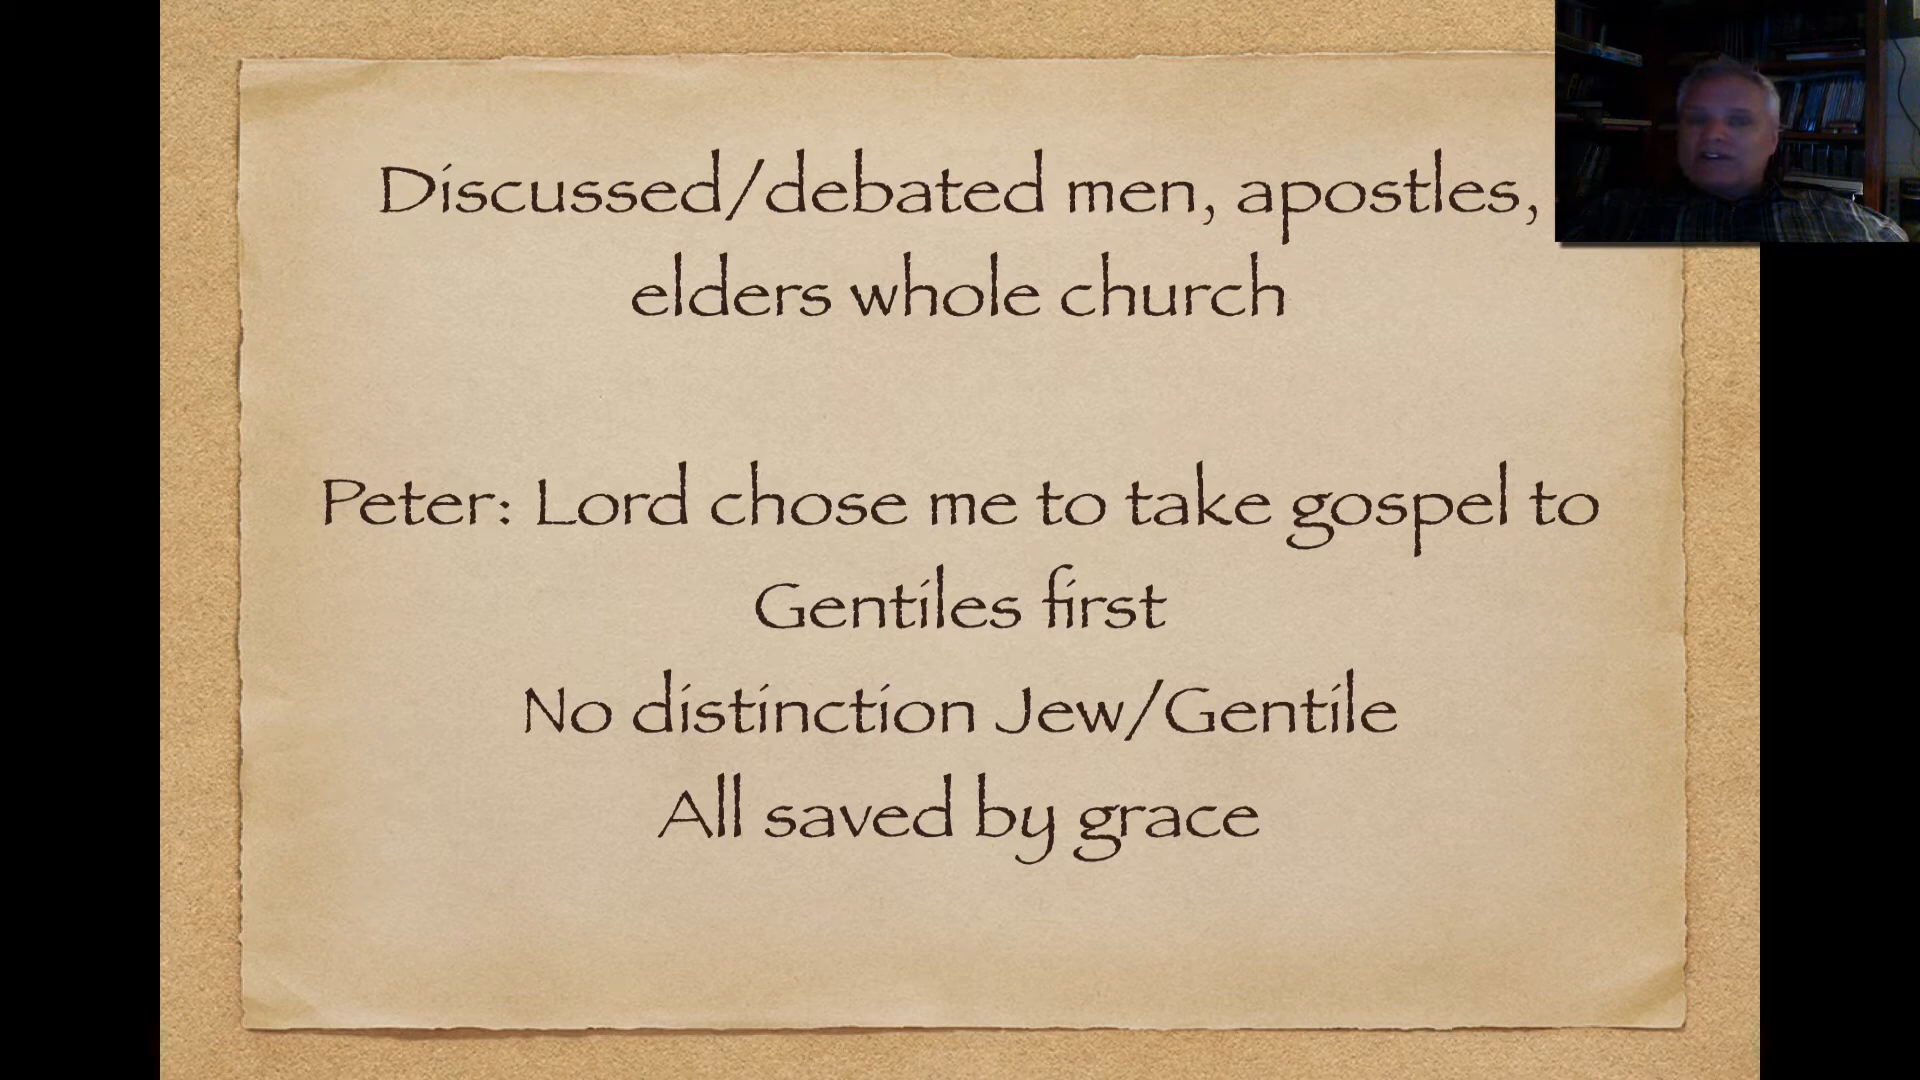 Discussed/debated men, apostles,
elders whole church
Peter: Lord chose me to take gospel to
Gentiles first
No distinction Jew/Gentile
All saved by grace